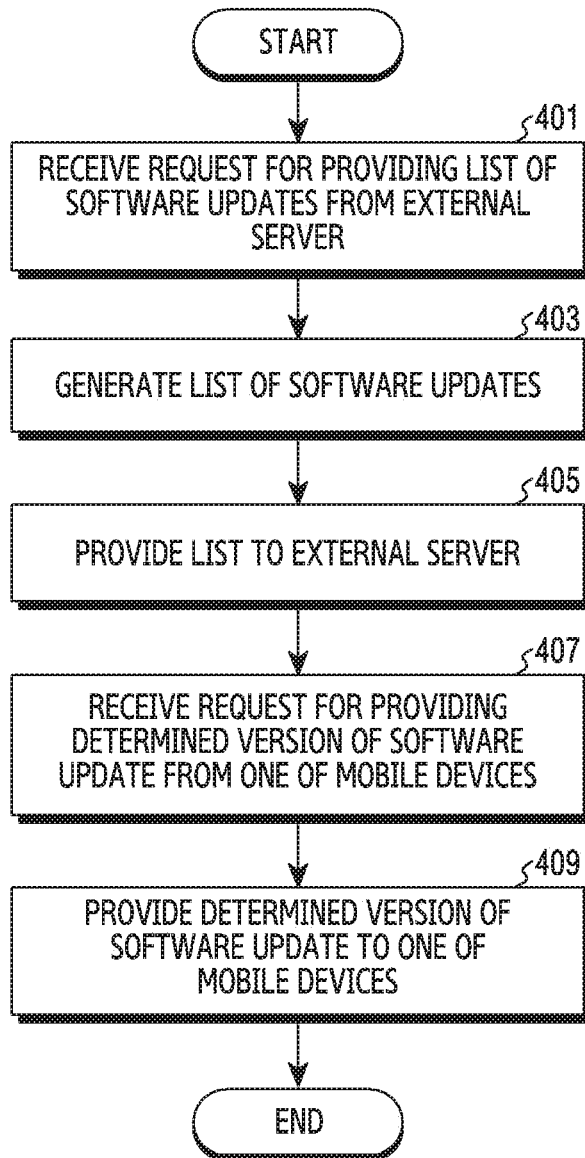 START
401
RECEIVE REQUEST FOR PROVIDING LIST OF
SOFTWARE UPDATES FROM EXTERNAL
SERVER
403
GENERATE LIST OF SOFTWARE UPDATES
405
PROVIDE LIST TO EXTERNAL SERVER
407
RECEIVE REQUEST FOR PROVIDING
DETERMINED VERSION OF SOFTWARE
UPDATE FROM ONE OF MOBILE DEVICES
409
PROVIDE DETERMINED VERSION OF
SOFTWARE UPDATE TO ONE OF
MOBILE DEVICES
END